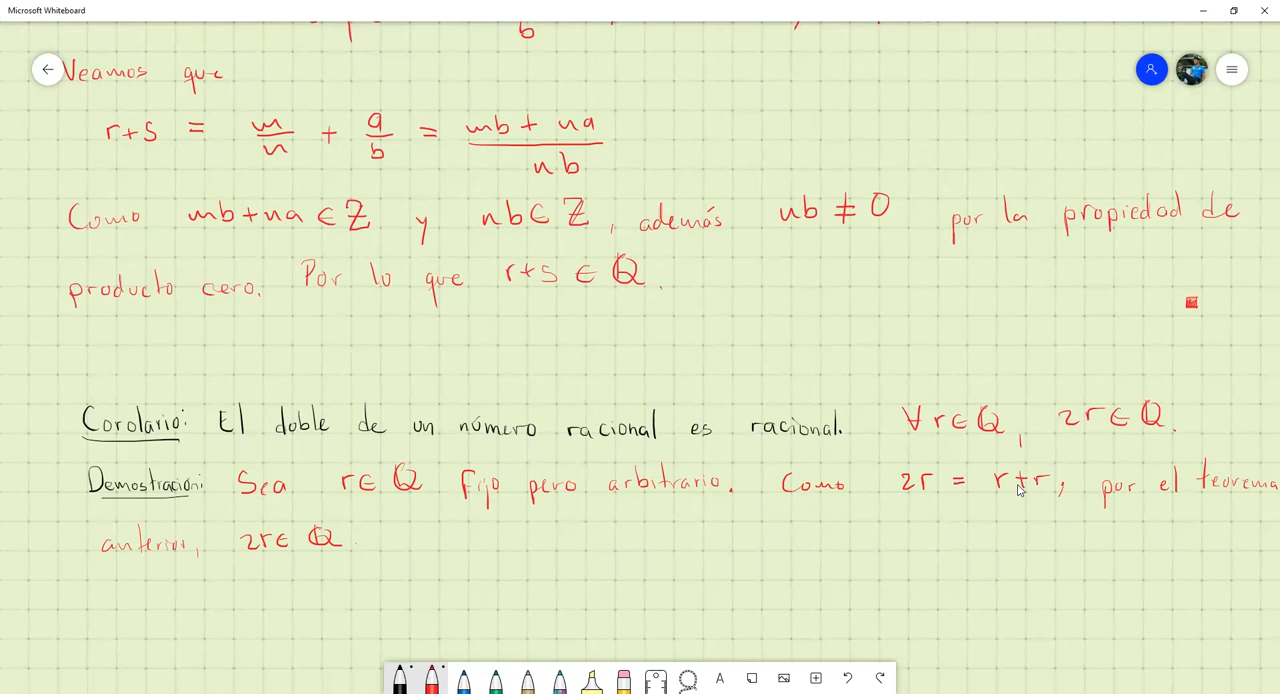 Microsoft Whiteboard
b
Veamos que
r+s = m/n + a/b = (mb + na)/(nb)
Como mb+na ∈ ℤ y nb ∈ ℤ, además nb ≠ 0 por la propiedad de
producto cero. Por lo que r+s ∈ ℚ.
Corolario: El doble de un número racional es racional. ∀ r ∈ ℚ, 2r ∈ ℚ.
Demostración: Sea r ∈ ℚ fijo pero arbitrario. Como 2r = r+r, por el teorema
anterior, 2r ∈ ℚ.
A